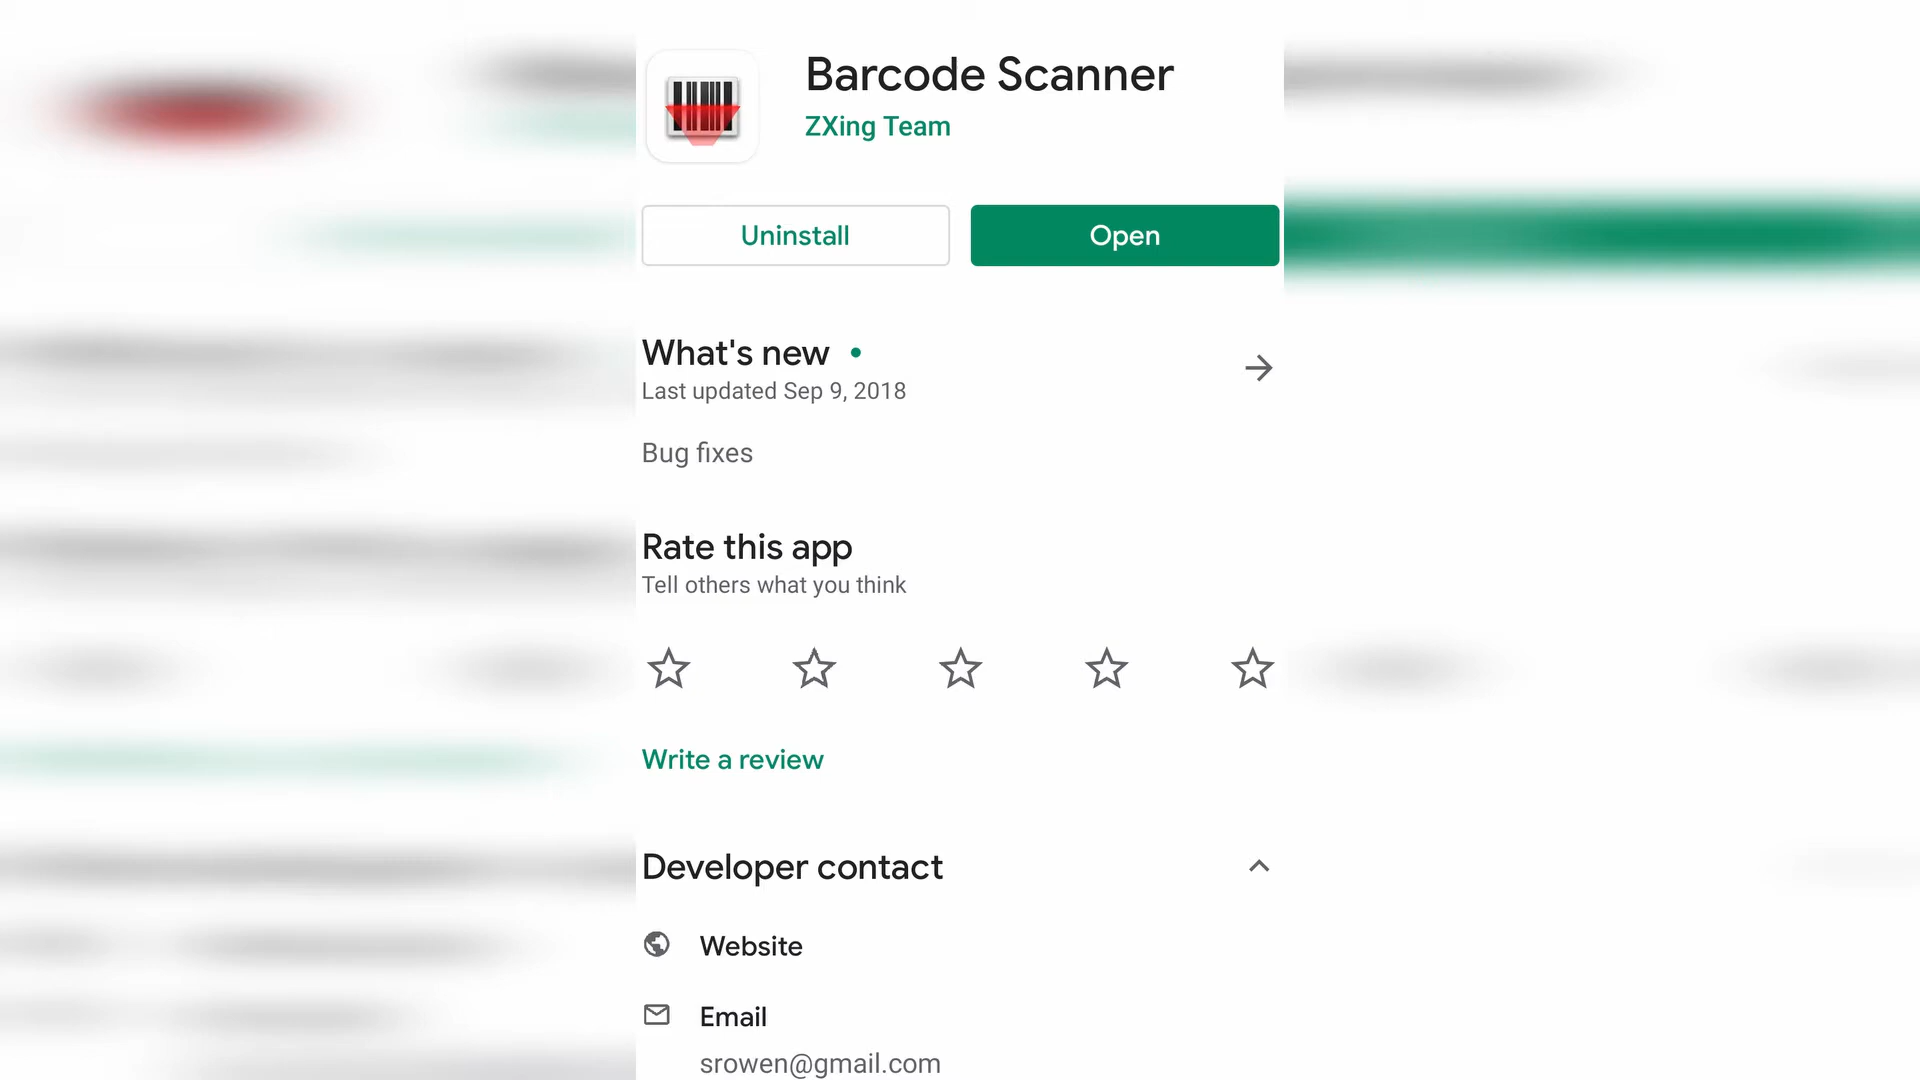 Barcode Scanner
ZXing Team
Uninstall
Open
What's new
Last updated Sep 9, 2018
Bug fixes
Rate this app
Tell others what you think
Write a review
Developer contact
Website
Email
srowen@gmail.com